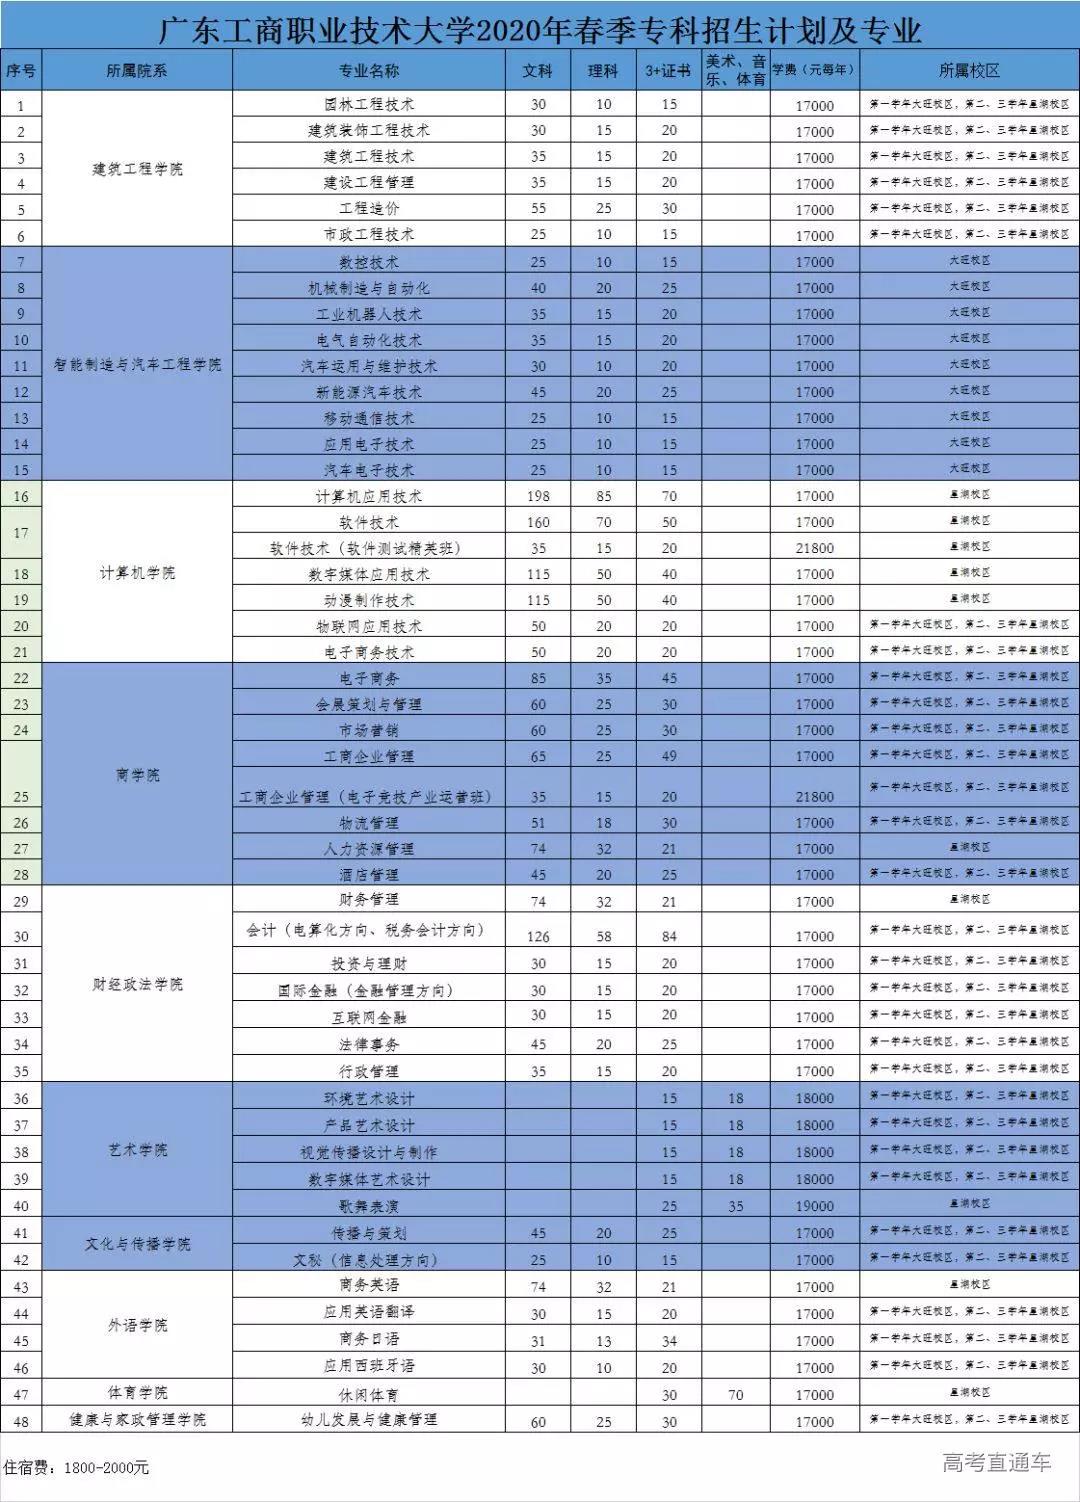 广东工商职业技术大学2020年春季专科招生计划及专业
序号 所属院系 专业名称 文科 理科 3+证书 美术、音乐、体育 学费（元每年） 所属校区
建筑工程学院
1 园林工程技术 30 10 15 17000 第一学年大旺校区，第二、三学年星湖校区
2 建筑装饰工程技术 30 15 20 17000 第一学年大旺校区，第二、三学年星湖校区
3 建筑工程技术 35 15 20 17000 第一学年大旺校区，第二、三学年星湖校区
4 建设工程管理 35 15 20 17000 第一学年大旺校区，第二、三学年星湖校区
5 工程造价 55 25 30 17000 第一学年大旺校区，第二、三学年星湖校区
6 市政工程技术 25 10 15 17000 第一学年大旺校区，第二、三学年星湖校区
智能制造与汽车工程学院
7 数控技术 25 10 15 17000 大旺校区
8 机械制造与自动化 40 20 25 17000 大旺校区
9 工业机器人技术 35 15 20 17000 大旺校区
10 电气自动化技术 35 15 20 17000 大旺校区
11 汽车运用与维护技术 30 10 20 17000 大旺校区
12 新能源汽车技术 45 20 25 17000 大旺校区
13 移动通信技术 25 10 15 17000 大旺校区
14 应用电子技术 25 10 15 17000 大旺校区
15 汽车电子技术 25 10 15 17000 大旺校区
计算机学院
16 计算机应用技术 198 85 70 17000 星湖校区
17 软件技术 160 70 50 17000 星湖校区
软件技术（软件测试精英班） 35 15 20 21800 星湖校区
18 数字媒体应用技术 115 50 40 17000 星湖校区
19 动漫制作技术 115 50 40 17000 星湖校区
20 物联网应用技术 50 20 20 17000 第一学年大旺校区，第二、三学年星湖校区
21 电子商务技术 50 20 20 17000 第一学年大旺校区，第二、三学年星湖校区
商学院
22 电子商务 85 35 45 17000 第一学年大旺校区，第二、三学年星湖校区
23 会展策划与管理 60 25 30 17000 第一学年大旺校区，第二、三学年星湖校区
24 市场营销 60 25 30 17000 第一学年大旺校区，第二、三学年星湖校区
25 工商企业管理 65 25 49 17000 第一学年大旺校区，第二、三学年星湖校区
工商企业管理（电子竞技产业运营班） 35 15 20 21800 第一学年大旺校区，第二、三学年星湖校区
26 物流管理 51 18 30 17000 第一学年大旺校区，第二、三学年星湖校区
27 人力资源管理 74 32 21 17000 星湖校区
28 酒店管理 45 20 25 17000 第一学年大旺校区，第二、三学年星湖校区
财经政法学院
29 财务管理 74 32 21 17000 星湖校区
30 会计（电算化方向、税务会计方向） 126 58 84 17000 第一学年大旺校区，第二、三学年星湖校区
31 投资与理财 30 15 20 17000 第一学年大旺校区，第二、三学年星湖校区
32 国际金融（金融管理方向） 30 15 20 17000 第一学年大旺校区，第二、三学年星湖校区
33 互联网金融 30 15 20 17000 第一学年大旺校区，第二、三学年星湖校区
34 法律事务 45 20 25 17000 第一学年大旺校区，第二、三学年星湖校区
35 行政管理 35 15 20 17000 第一学年大旺校区，第二、三学年星湖校区
艺术学院
36 环境艺术设计 15 18 18000 第一学年大旺校区，第二、三学年星湖校区
37 产品艺术设计 15 18 18000 第一学年大旺校区，第二、三学年星湖校区
38 视觉传播设计与制作 15 18 18000 第一学年大旺校区，第二、三学年星湖校区
39 数字媒体艺术设计 15 18 18000 第一学年大旺校区，第二、三学年星湖校区
40 歌舞表演 25 35 19000 星湖校区
文化与传播学院
41 传播与策划 45 20 25 17000 第一学年大旺校区，第二、三学年星湖校区
42 文秘（信息处理方向） 25 10 15 17000 第一学年大旺校区，第二、三学年星湖校区
外语学院
43 商务英语 74 32 21 17000 星湖校区
44 应用英语翻译 30 15 20 17000 第一学年大旺校区，第二、三学年星湖校区
45 商务日语 31 13 34 17000 第一学年大旺校区，第二、三学年星湖校区
46 应用西班牙语 30 10 20 17000 第一学年大旺校区，第二、三学年星湖校区
47 体育学院 休闲体育 30 70 17000 星湖校区
48 健康与家政管理学院 幼儿发展与健康管理 60 25 30 17000 第一学年大旺校区，第二、三学年星湖校区
住宿费：1800-2000元
高考直通车